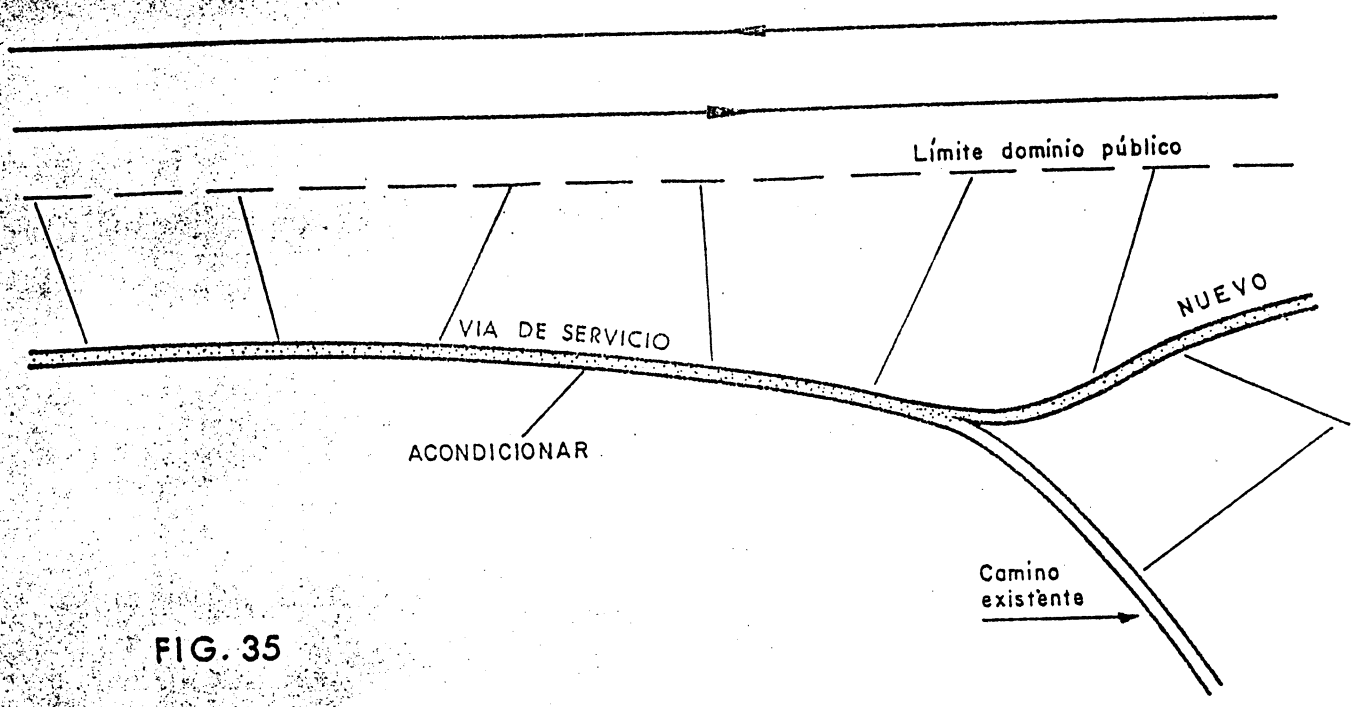 Límite dominio público
NUEVO
VIA DE SERVICIO
ACONDICIONAR
Camino
existente
FIG. 35